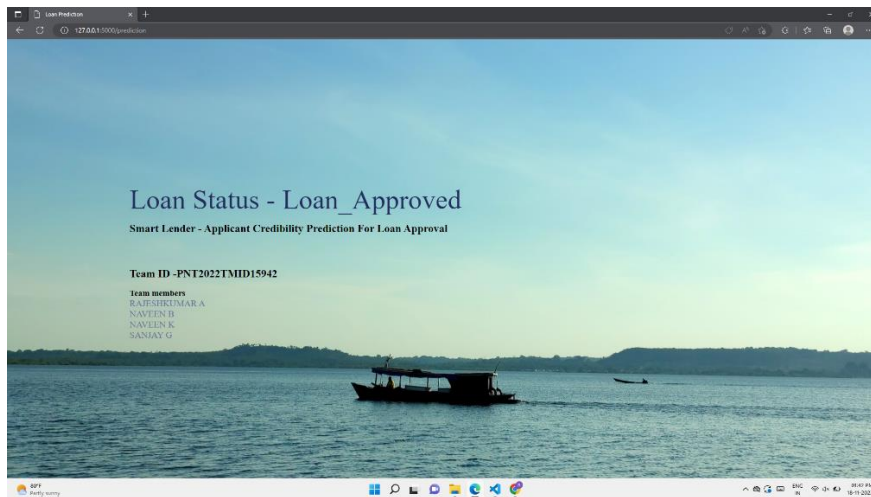 Loan Prediction
127.0.0.1:5000/prediction
Loan Status - Loan_Approved
Smart Lender - Applicant Credibility Prediction For Loan Approval
Team ID -PNT2022TMID15942
Team members
RAJESHKUMAR A
NAVEEN B
NAVEEN K
SANJAY G
Partly sunny
ENG
IN